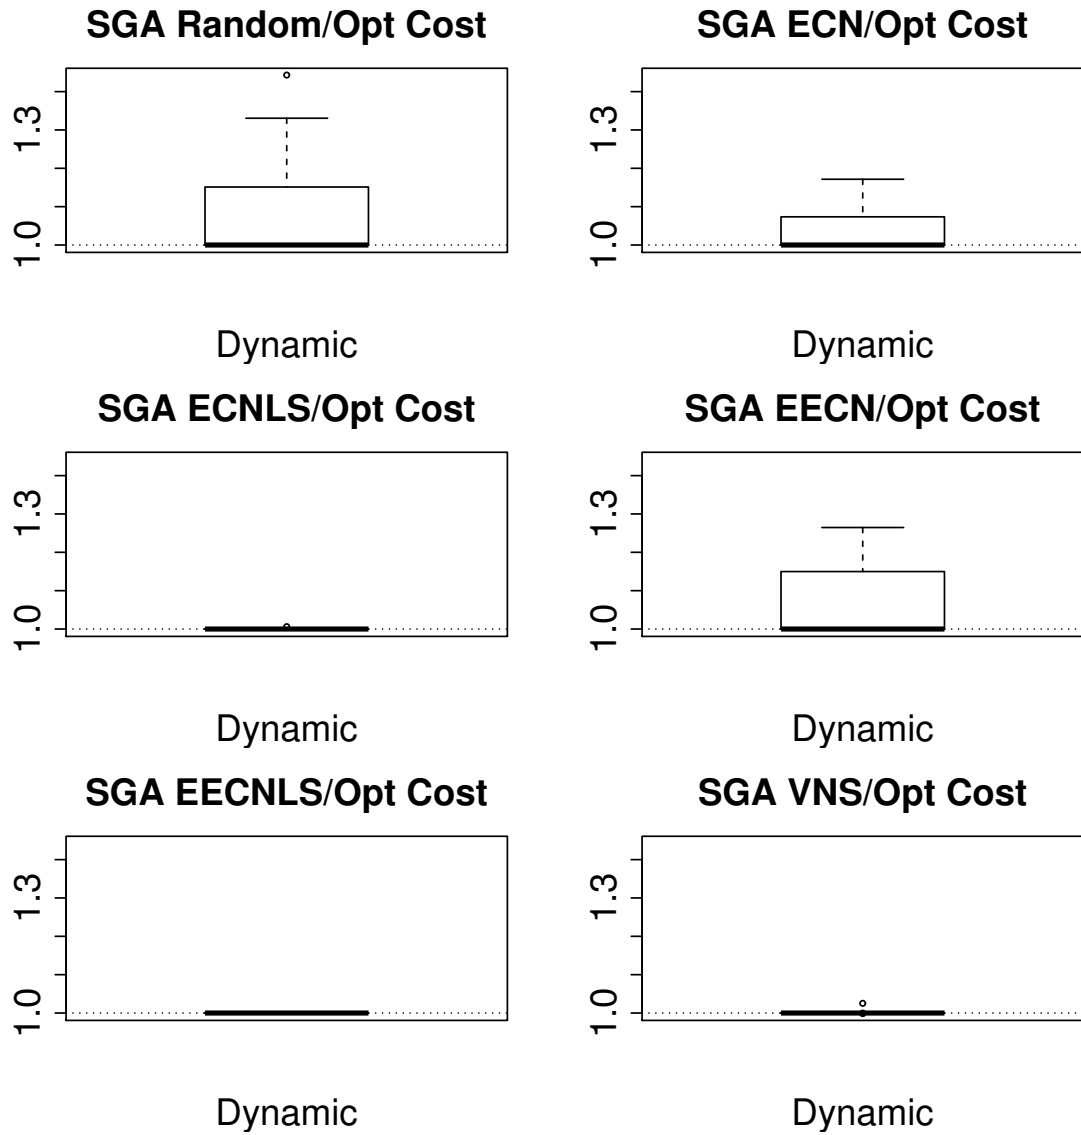 SGA Random/Opt Cost
1.3
1.0
Dynamic
SGA ECN/Opt Cost
1.3
1.0
Dynamic
SGA ECNLS/Opt Cost
1.3
1.0
Dynamic
SGA EECN/Opt Cost
1.3
1.0
Dynamic
SGA EECNLS/Opt Cost
1.3
1.0
Dynamic
SGA VNS/Opt Cost
1.3
1.0
Dynamic